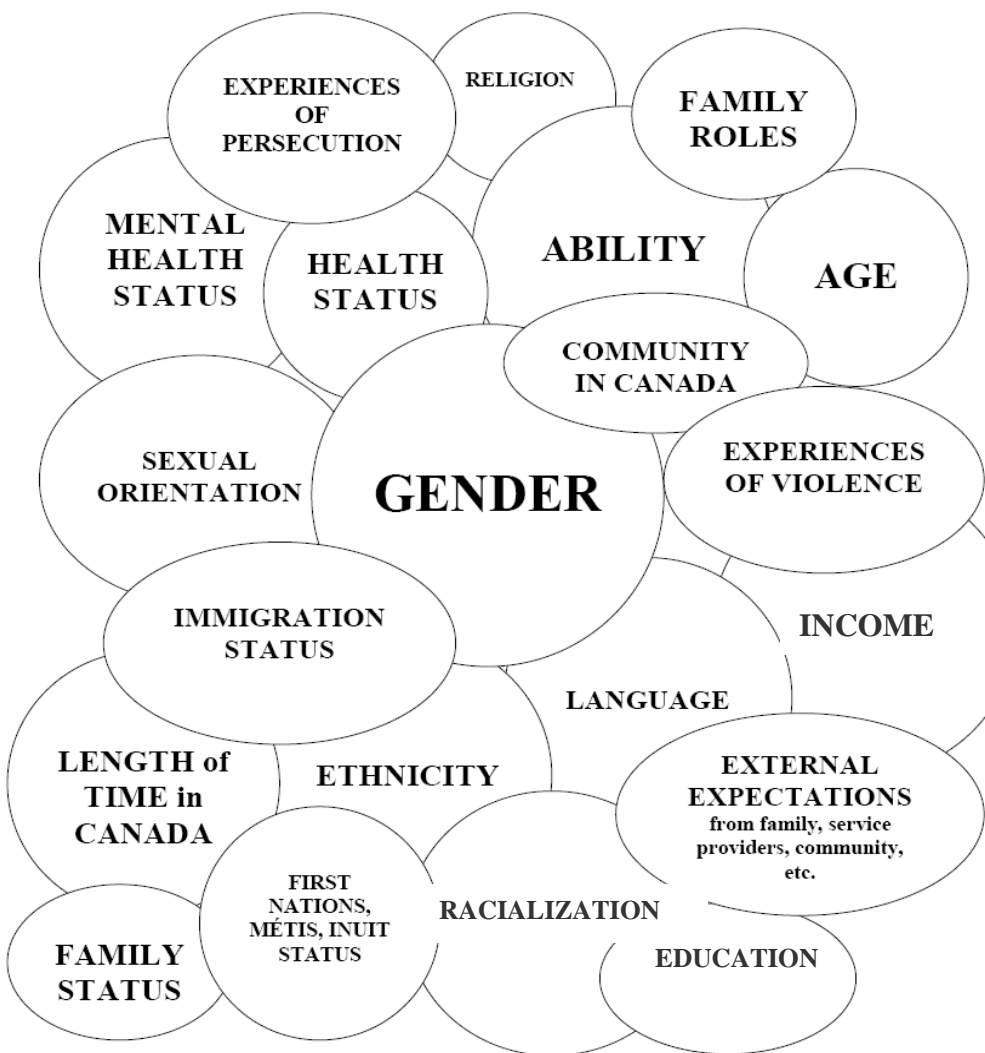 EXPERIENCES
OF
PERSECUTION
RELIGION
FAMILY
ROLES
MENTAL
HEALTH
STATUS
HEALTH
STATUS
ABILITY
AGE
COMMUNITY
IN CANADA
SEXUAL
ORIENTATION
GENDER
EXPERIENCES
OF VIOLENCE
IMMIGRATION
STATUS
INCOME
LANGUAGE
LENGTH of
TIME in
CANADA
ETHNICITY
EXTERNAL
EXPECTATIONS
from family, service
providers, community,
etc.
FIRST
NATIONS,
MÉTIS, INUIT
STATUS
RACIALIZATION
FAMILY
STATUS
EDUCATION